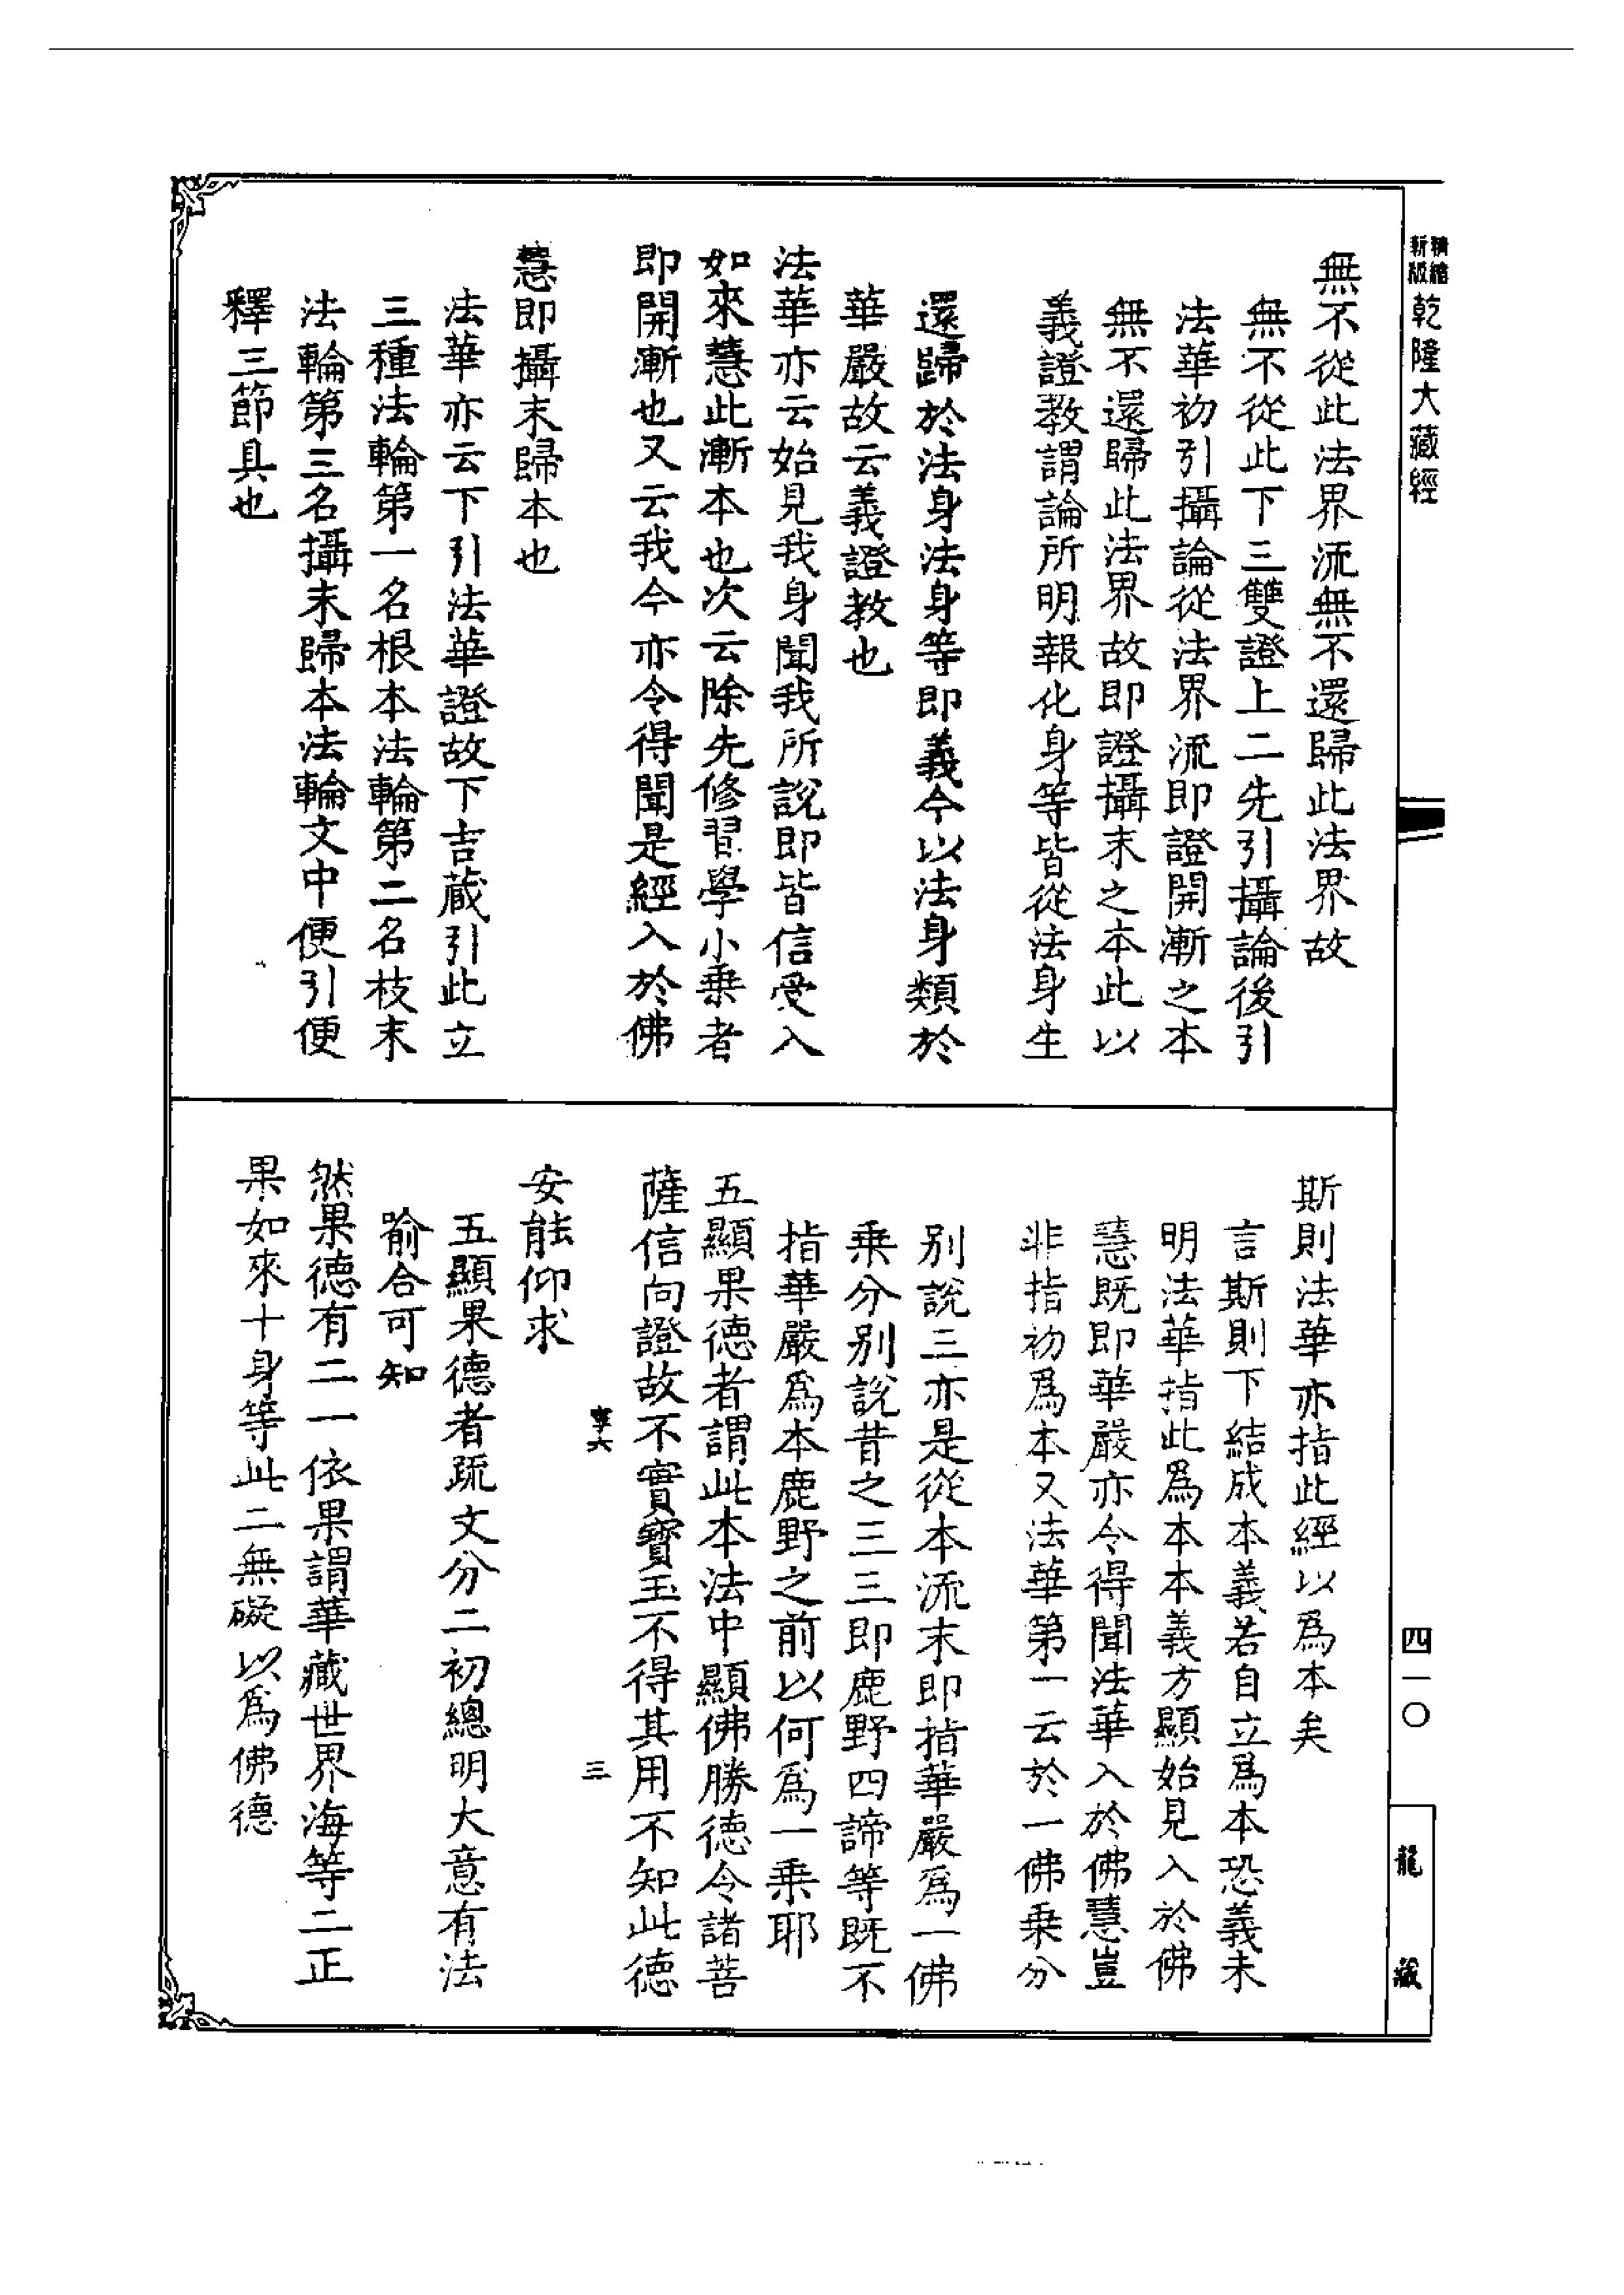 精縮
新版
乾隆大藏經
無不從此法界流無不還歸此法界故
無不從此下三雙證上二先引攝論後引
法華初引攝論從法界流即證開漸之本
無不還歸此法界故即證攝末之本此以
義證教謂論所明報化身等皆從法身生
還歸於法身法身等即義今以法身類於
華嚴故云義證教也
法華亦云始見我身聞我所說即皆信受入
如來慧此漸本也次云除先修習學小乗者
即開漸也又云我今亦令得聞是經入於佛
慧即攝末歸本也
法華亦云下引法華證故下吉藏引此立
三種法輪第一名根本法輪第二名枝末
法輪第三名攝末歸本法輪文中便引便
釋三節具也
四一〇
龍藏
斯則法華亦指此經以爲本矣
言斯則下結成本義若自立爲本恐義未
明法華指此爲本本義方顯始見入於佛
慧既即華嚴亦令得聞法華入於佛慧豈
非指初爲本又法華第一云於一佛乗分
别說三亦是從本流末即指華嚴爲一佛
乗分别說昔之三三即鹿野四諦等既不
指華嚴爲本鹿野之前以何爲一乗耶
五顯果德者謂此本法中顯佛勝德令諸菩
薩信向證故不實寶玉不得其用不知此德
三
安能仰求
五顯果德者疏文分二初總明大意有法
喻合可知
然果德有二一依果謂華藏世界海等二正
果如來十身等此二無礙以爲佛德